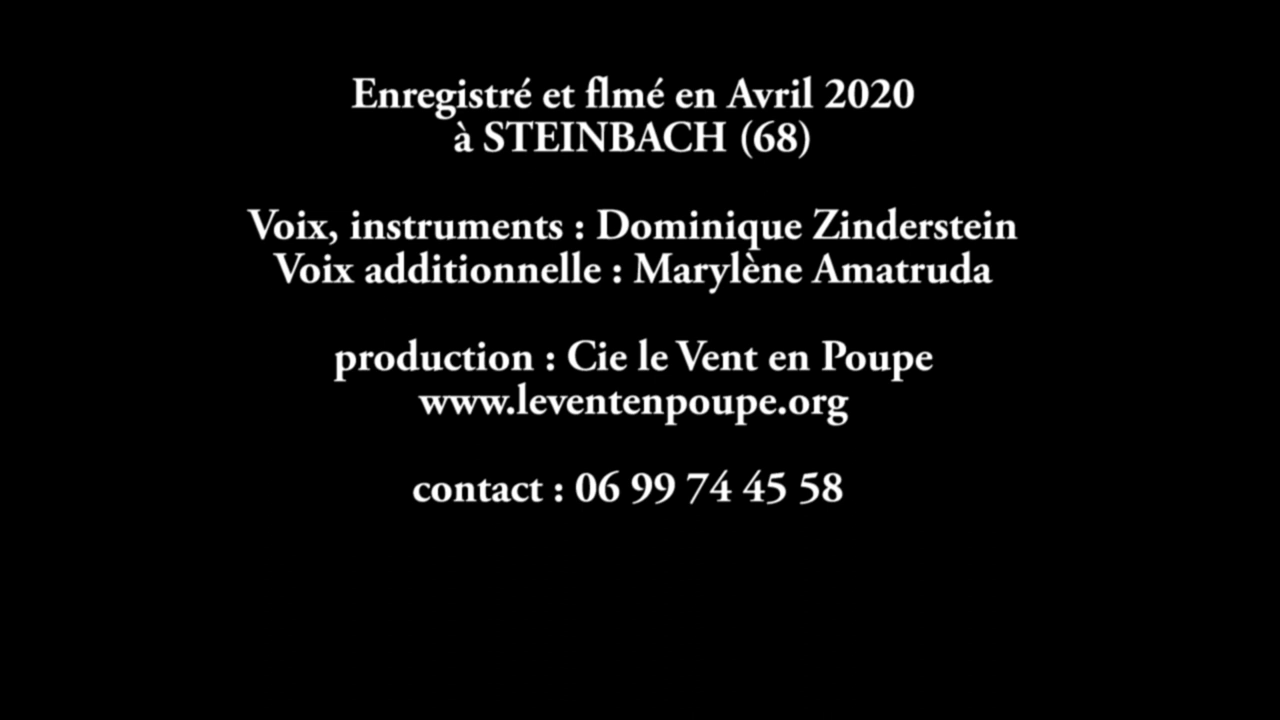 Enregistré et flmé en Avril 2020
à STEINBACH (68)
Voix, instruments : Dominique Zinderstein
Voix additionnelle : Marylène Amatruda
production : Cie le Vent en Poupe
www.leventenpoupe.org
contact : 06 99 74 45 58